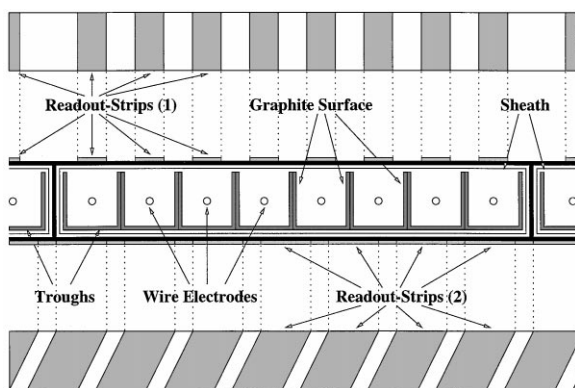 Readout-Strips (1)
Graphite Surface
Sheath
Troughs
Wire Electrodes
Readout-Strips (2)